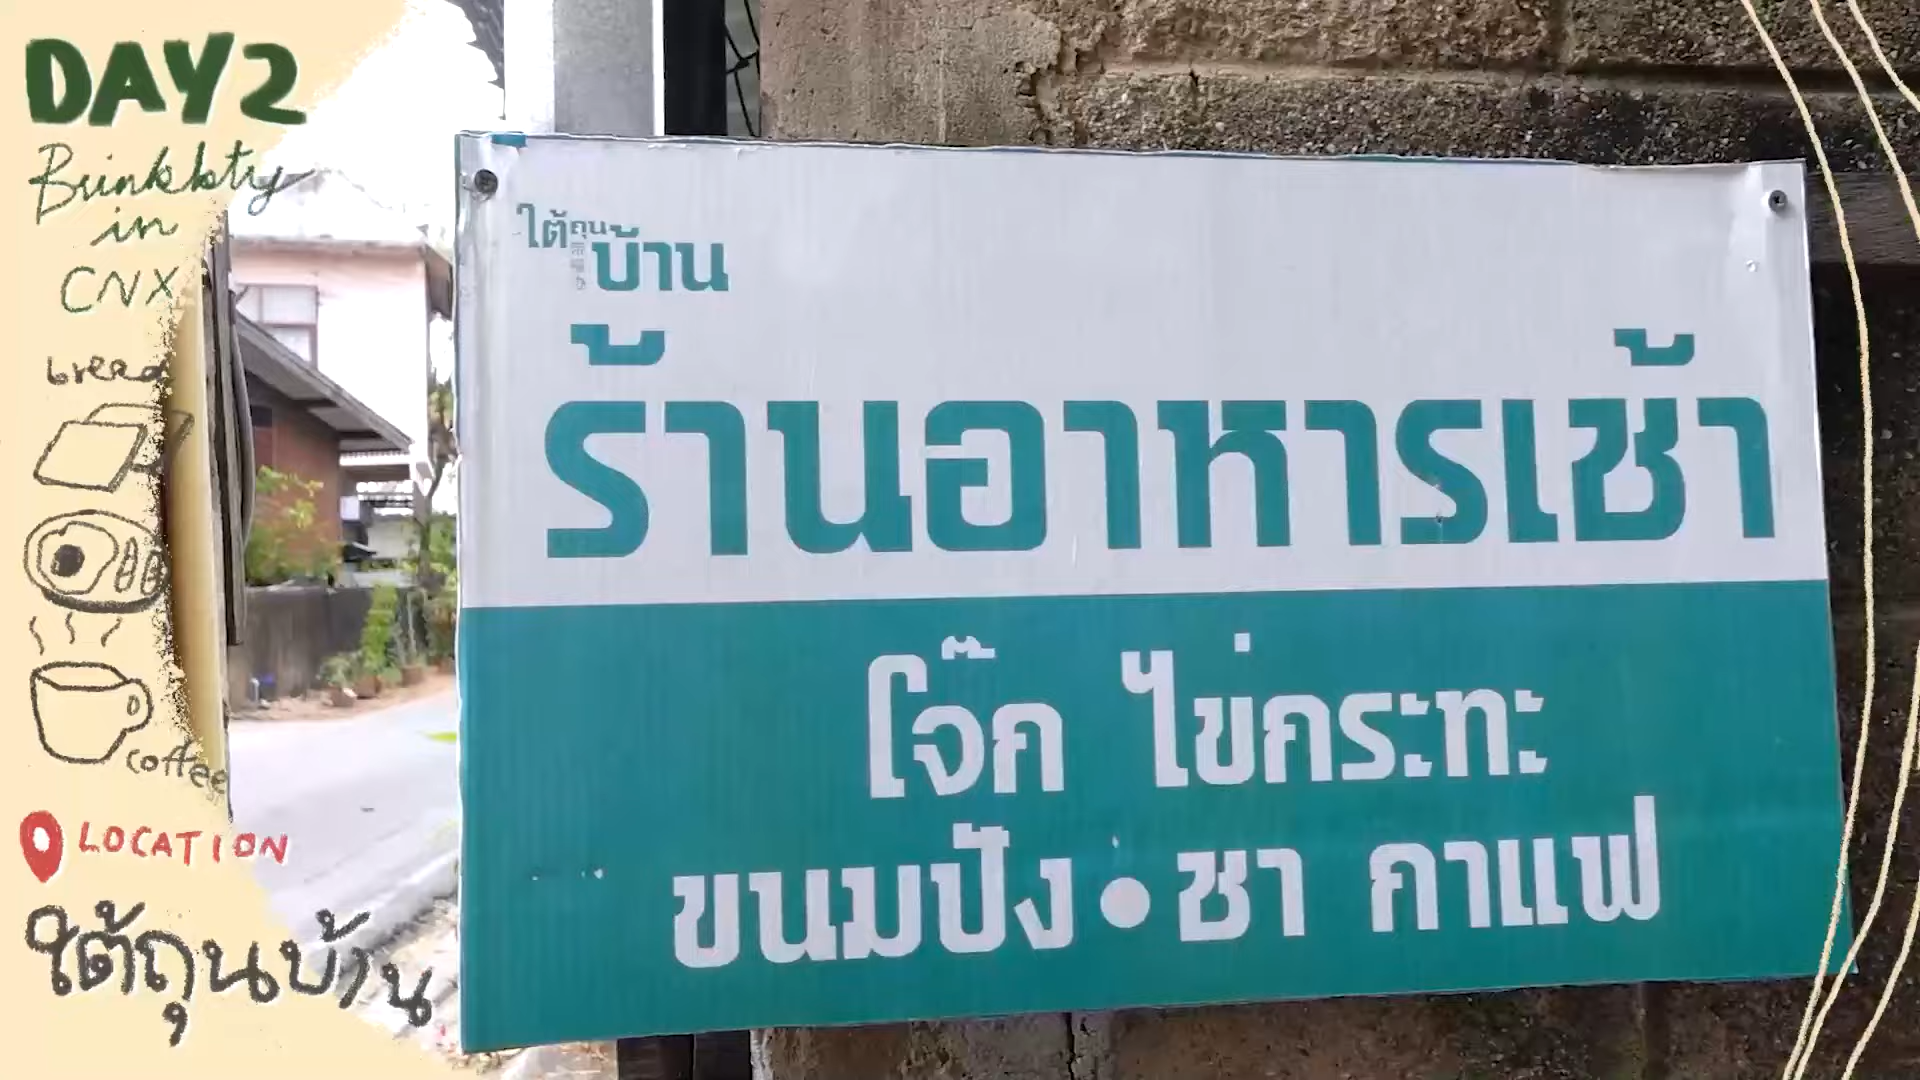 DAY2
Brinkkty
in
CNX
bread
coffee
LOCATION
ใต้ถุนบ้าน
ใต้ถุนบ้าน
ร้านอาหารเช้า
โจ๊ก ไข่กระทะ
ขนมปัง • ชา กาแฟ